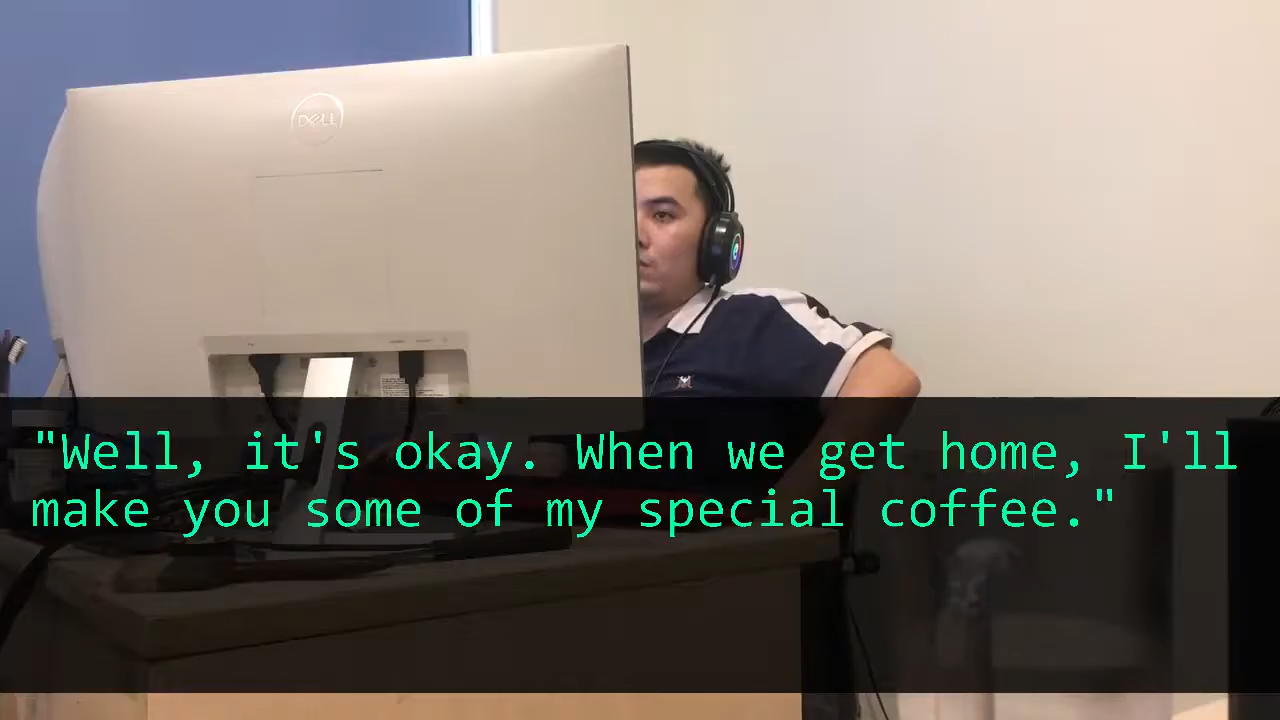 DELL
"Well, it's okay. When we get home, I'll
make you some of my special coffee."